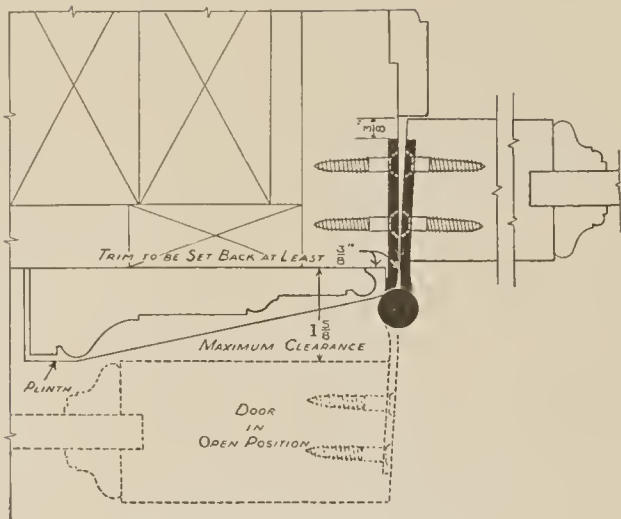 3/8
TRIM TO BE SET BACK AT LEAST 3/8"
1 5/8
MAXIMUM CLEARANCE
PLINTH
DOOR
IN
OPEN POSITION